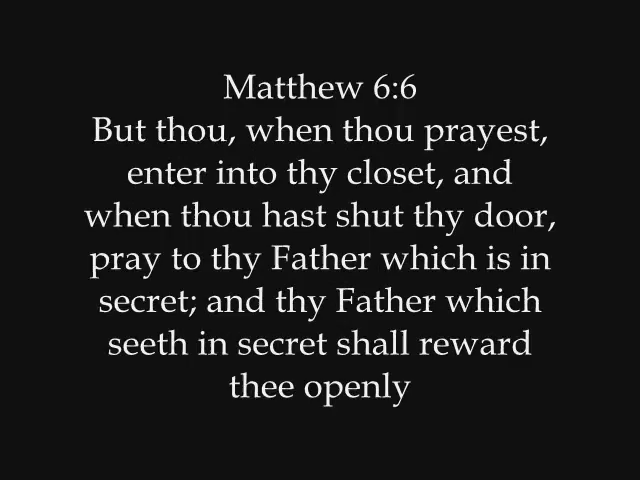 Matthew 6:6
But thou, when thou prayest,
enter into thy closet, and
when thou hast shut thy door,
pray to thy Father which is in
secret; and thy Father which
seeth in secret shall reward
thee openly